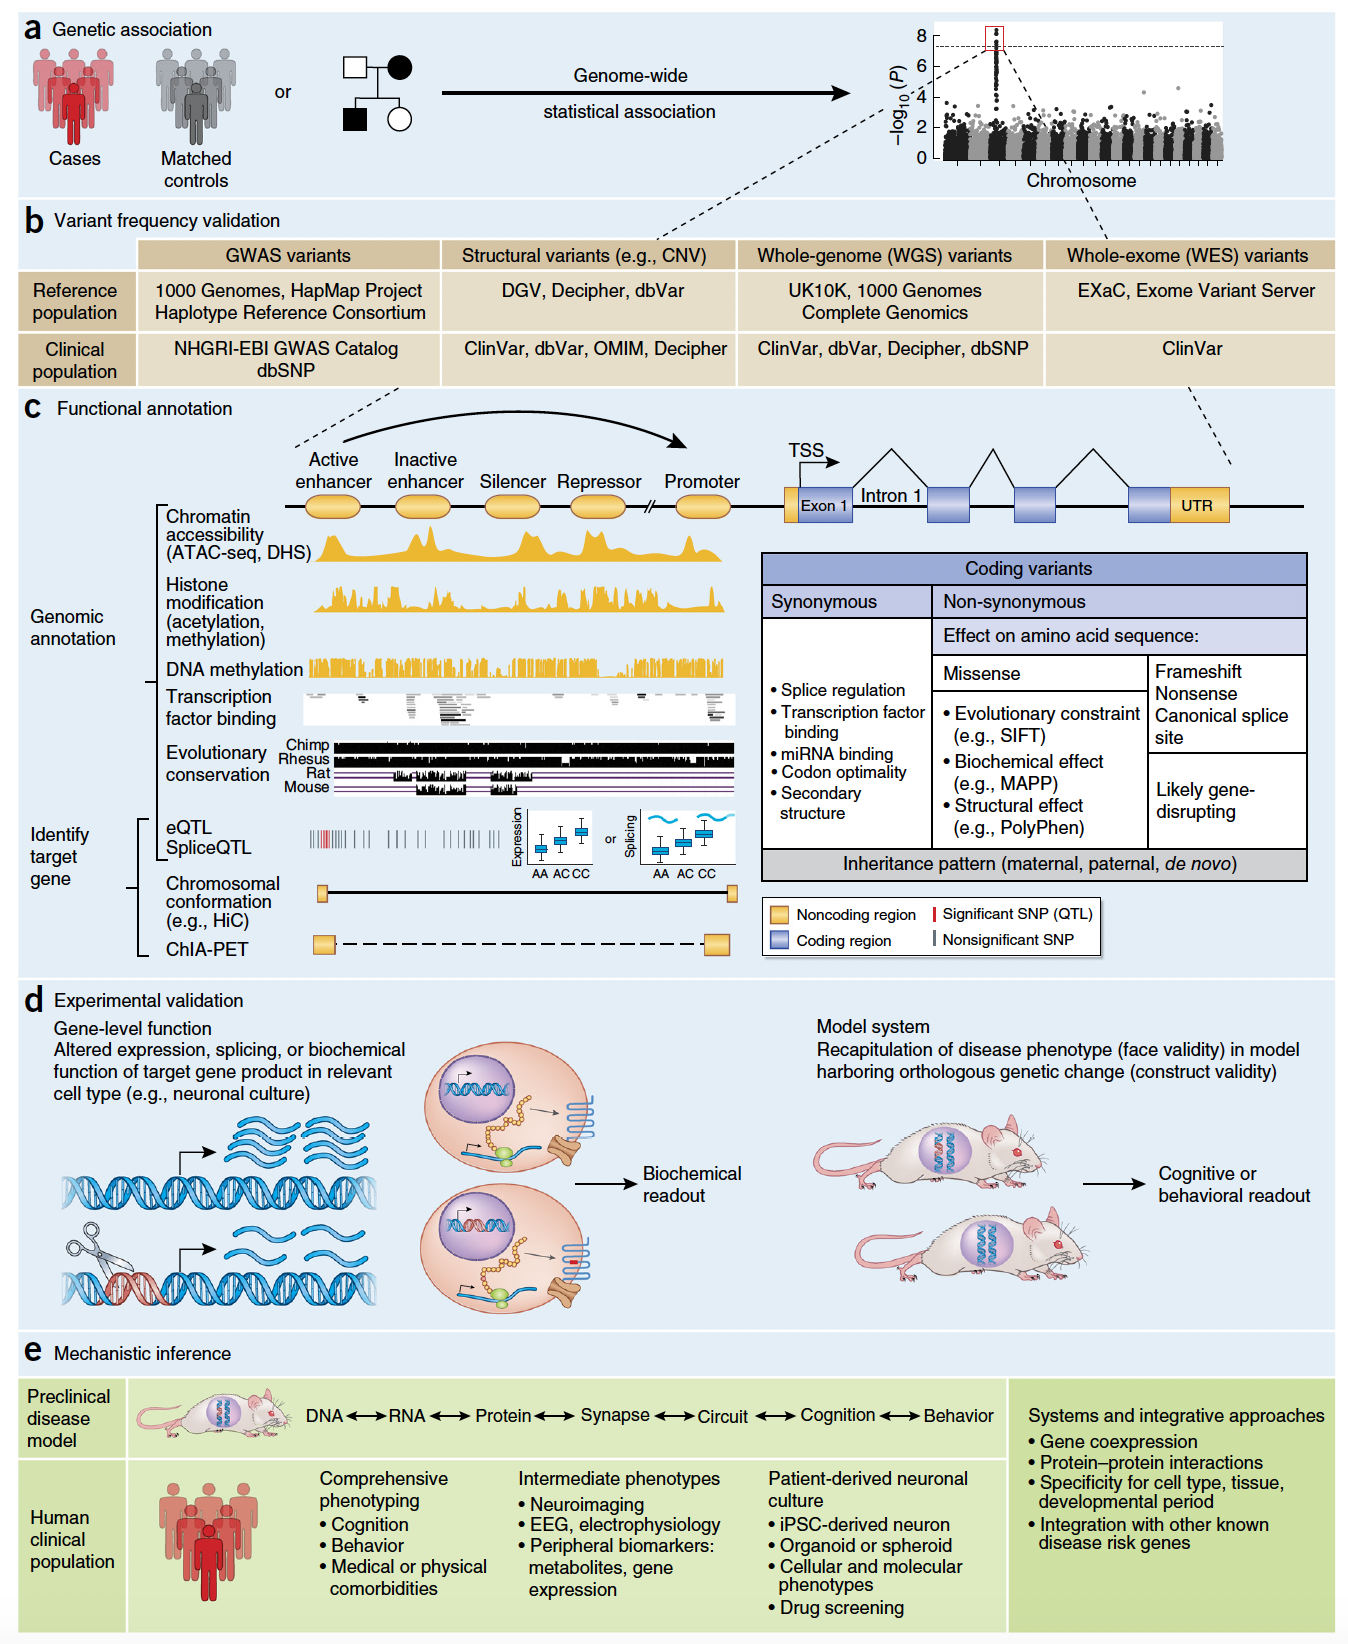 a Genetic association
Cases
Matched
controls
or
Genome-wide
statistical association
–log10 (P)
8
6
4
2
0
Chromosome
b Variant frequency validation
GWAS variants
Structural variants (e.g., CNV)
Whole-genome (WGS) variants
Whole-exome (WES) variants
Reference
population
1000 Genomes, HapMap Project
Haplotype Reference Consortium
DGV, Decipher, dbVar
UK10K, 1000 Genomes
Complete Genomics
EXaC, Exome Variant Server
Clinical
population
NHGRI-EBI GWAS Catalog
dbSNP
ClinVar, dbVar, OMIM, Decipher
ClinVar, dbVar, Decipher, dbSNP
ClinVar
c Functional annotation
Active
enhancer
Inactive
enhancer
Silencer
Repressor
Promoter
TSS
Exon 1
Intron 1
UTR
Genomic
annotation
Chromatin
accessibility
(ATAC-seq, DHS)
Histone
modification
(acetylation,
methylation)
DNA methylation
Transcription
factor binding
Evolutionary
conservation
Chimp
Rhesus
Rat
Mouse
Identify
target
gene
eQTL
SpliceQTL
Expression
AA AC CC
or
Splicing
AA AC CC
Chromosomal
conformation
(e.g., HiC)
ChIA-PET
Coding variants
Synonymous
Non-synonymous
Effect on amino acid sequence:
• Splice regulation
• Transcription factor
binding
• miRNA binding
• Codon optimality
• Secondary
structure
Missense
• Evolutionary constraint
(e.g., SIFT)
• Biochemical effect
(e.g., MAPP)
• Structural effect
(e.g., PolyPhen)
Frameshift
Nonsense
Canonical splice
site
Likely gene-
disrupting
Inheritance pattern (maternal, paternal, de novo)
Noncoding region
Significant SNP (QTL)
Coding region
Nonsignificant SNP
d Experimental validation
Gene-level function
Altered expression, splicing, or biochemical
function of target gene product in relevant
cell type (e.g., neuronal culture)
Biochemical
readout
Model system
Recapitulation of disease phenotype (face validity) in model
harboring orthologous genetic change (construct validity)
Cognitive or
behavioral readout
e Mechanistic inference
Preclinical
disease
model
DNA RNA Protein Synapse Circuit Cognition Behavior
Human
clinical
population
Comprehensive
phenotyping
• Cognition
• Behavior
• Medical or physical
comorbidities
Intermediate phenotypes
• Neuroimaging
• EEG, electrophysiology
• Peripheral biomarkers:
metabolites, gene
expression
Patient-derived neuronal
culture
• iPSC-derived neuron
• Organoid or spheroid
• Cellular and molecular
phenotypes
• Drug screening
Systems and integrative approaches
• Gene coexpression
• Protein–protein interactions
• Specificity for cell type, tissue,
developmental period
• Integration with other known
disease risk genes